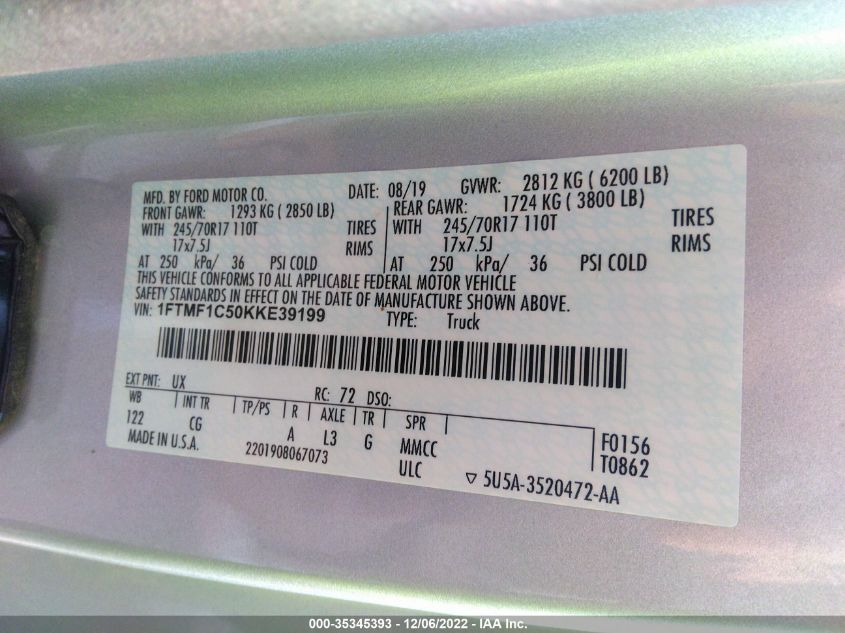 MFD. BY FORD MOTOR CO. DATE: 08/19 GVWR: 2812 KG ( 6200 LB)
FRONT GAWR: 1293 KG ( 2850 LB) REAR GAWR: 1724 KG ( 3800 LB)
WITH 245/70R17 110T TIRES WITH 245/70R17 110T TIRES
17x7.5J RIMS 17x7.5J RIMS
AT 250 kPa/ 36 PSI COLD AT 250 kPa/ 36 PSI COLD
THIS VEHICLE CONFORMS TO ALL APPLICABLE FEDERAL MOTOR VEHICLE
SAFETY STANDARDS IN EFFECT ON THE DATE OF MANUFACTURE SHOWN ABOVE.
VIN: 1FTMF1C50KKE39199 TYPE: Truck
EXT PNT: UX RC: 72 DSO:
WB INT TR TP/PS R AXLE TR SPR
122 CG A L3 G MMCC F0156
MADE IN U.S.A. 2201908067073 ULC T0862
▽ 5U5A-3520472-AA
000-35345393 - 12/06/2022 - IAA Inc.